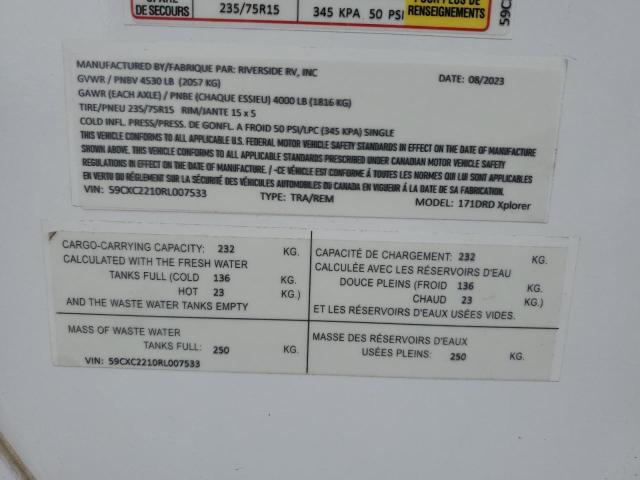 DE SECOURS 235/75R15 345 KPA 50 PSI RENSEIGNEMENTS
MANUFACTURED BY/FABRIQUE PAR: RIVERSIDE RV, INC DATE: 08/2023
GVWR / PNBV 4530 LB (2057 KG)
GAWR (EACH AXLE) / PNBE (CHAQUE ESSIEU) 4000 LB (1816 KG)
TIRE/PNEU 235/75R15 RIM/JANTE 15 x 5
COLD INFL. PRESS/PRESS. DE GONFL. A FROID 50 PSI/LPC (345 KPA) SINGLE
THIS VEHICLE CONFORMS TO ALL APPLICABLE U.S. FEDERAL MOTOR VEHICLE SAFETY STANDARDS IN EFFECT ON THE DATE OF MANUFACTURE
SHOWN ABOVE. THIS VEHICLE CONFORMS TO ALL APPLICABLE STANDARDS PRESCRIBED UNDER CANADIAN MOTOR VEHICLE SAFETY
REGULATIONS IN EFFECT ON THE DATE OF MANUFACTURE. / -CE VÉHICLE EST CONFORME À TOUTES LES NORMES QUI LUI SONT APPLICABLES
EN VERTU DU RÈGLEMENT SUR LA SÉCURITÉ DES VÉHICULES AUTOMOBILES DU CANADA EN VIGUEUR À LA DATE DE SA FABRICATION.
VIN: 59CXC2210RL007533 TYPE: TRA/REM MODEL: 171DRD Xplorer
CARGO-CARRYING CAPACITY: 232 KG.
CALCULATED WITH THE FRESH WATER
TANKS FULL (COLD 136 KG.
HOT 23 KG.)
AND THE WASTE WATER TANKS EMPTY
CAPACITÉ DE CHARGEMENT: 232 KG.
CALCULÉE AVEC LES RÉSERVOIRS D'EAU
DOUCE PLEINS (FROID 136 KG.
CHAUD 23 KG.)
ET LES RÉSERVOIRS D'EAUX USÉES VIDES.
MASS OF WASTE WATER
TANKS FULL: 250 KG.
VIN: 59CXC2210RL007533
MASSE DES RÉSERVOIRS D'EAUX
USÉES PLEINS: 250 KG.